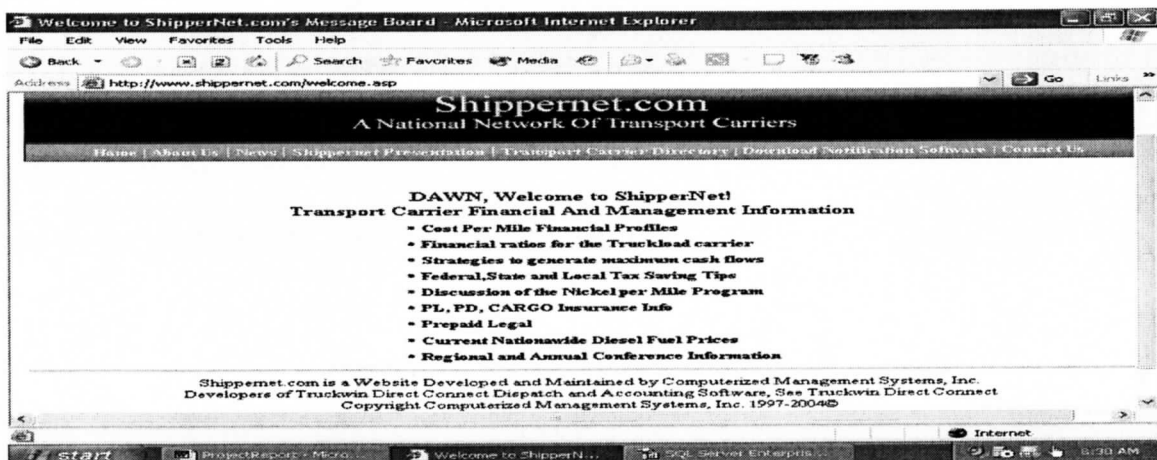 Welcome to ShipperNet.com's Message Board - Microsoft Internet Explorer
File Edit View Favorites Tools Help
Back Search Favorites Media
Address http://www.shippernet.com/welcome.asp Go Links »
Shippernet.com
A National Network Of Transport Carriers
Home | About Us | News | Shippernet Presentation | Transport Carrier Directory | Download Notification Software | Contact Us
DAWN, Welcome to ShipperNet!
Transport Carrier Financial And Management Information
• Cost Per Mile Financial Profiles
• Financial ratios for the Truckload carrier
• Strategies to generate maximum cash flows
• Federal,State and Local Tax Saving Tips
• Discussion of the Nickel per Mile Program
• PL, PD, CARGO Insurance Info
• Prepaid Legal
• Current Nationawide Diesel Fuel Prices
• Regional and Annual Conference Information
Shippernet.com is a Website Developed and Maintained by Computerized Management Systems, Inc.
Developers of Truckwin Direct Connect Dispatch and Accounting Software, See Truckwin Direct Connect
Copyright Computerized Management Systems, Inc. 1997-2004©
Internet
start ProjectReport - Micro... Welcome to ShipperN... SQL Server Enterpris... 8:30 AM